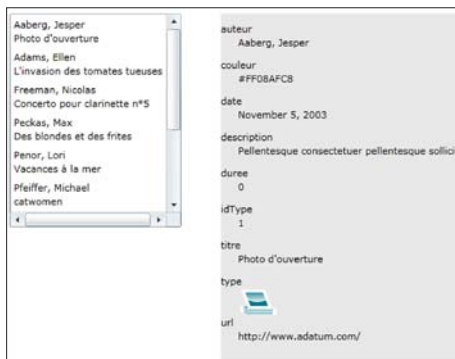 Aaberg, Jesper
Photo d'ouverture
Adams, Ellen
L'invasion des tomates tueuses
Freeman, Nicolas
Concerto pour clarinette n°5
Peckas, Max
Des blondes et des frites
Penor, Lori
Vacances à la mer
Pfeiffer, Michael
catwomen
auteur
Aaberg, Jesper
couleur
#FF08AFC8
date
November 5, 2003
description
Pellentesque consectetuer pellentesque sollici
duree
0
idType
1
titre
Photo d'ouverture
type
url
http://www.adatum.com/